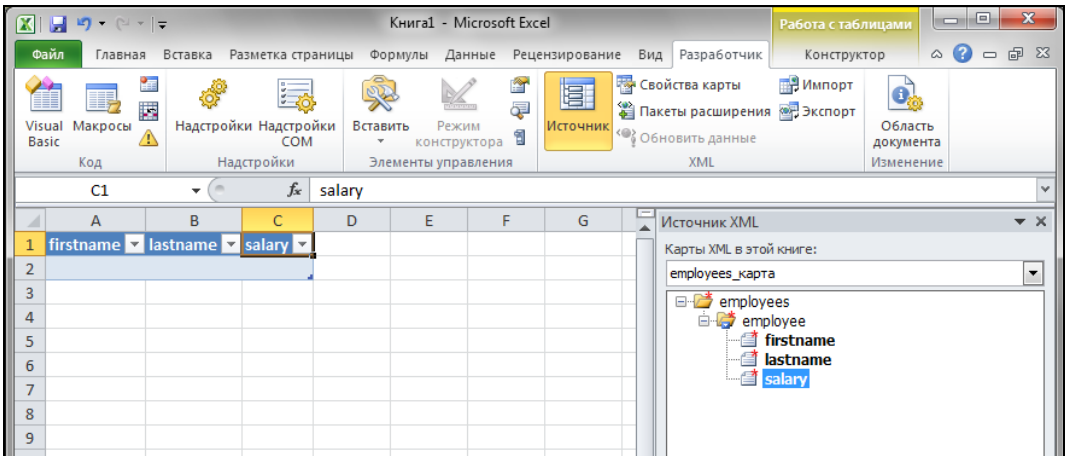 Книга1 - Microsoft Excel
Работа с таблицами
Файл Главная Вставка Разметка страницы Формулы Данные Рецензирование Вид Разработчик Конструктор
Visual Basic
Макросы
Код
Надстройки
Надстройки COM
Надстройки
Вставить
Режим конструктора
Элементы управления
Источник
Свойства карты
Пакеты расширения
Обновить данные
Импорт
Экспорт
XML
Область документа
Изменение
C1
fx
salary
A B C D E F G
1 firstname lastname salary
2
3
4
5
6
7
8
9
Источник XML
Карты XML в этой книге:
employees_карта
employees
employee
firstname
lastname
salary